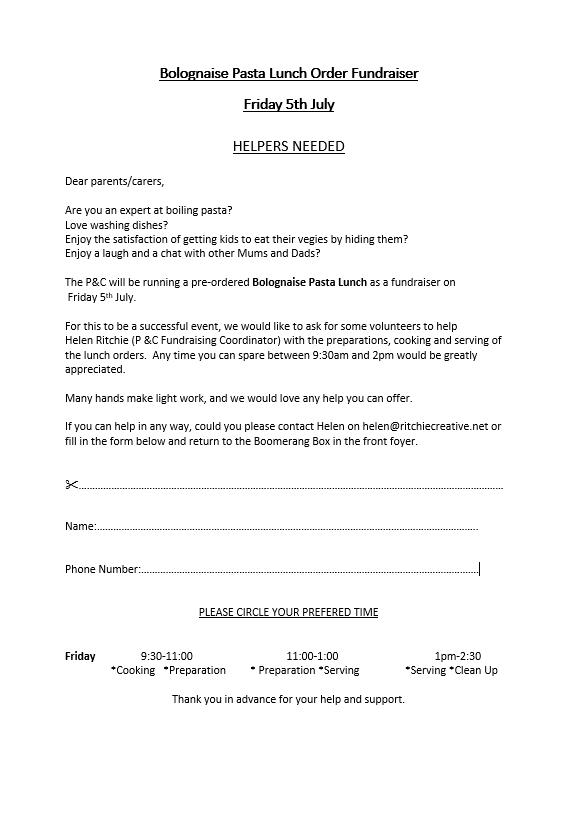 Bolognaise Pasta Lunch Order Fundraiser
Friday 5th July
HELPERS NEEDED
Dear parents/carers,
Are you an expert at boiling pasta?
Love washing dishes?
Enjoy the satisfaction of getting kids to eat their vegies by hiding them?
Enjoy a laugh and a chat with other Mums and Dads?
The P&C will be running a pre-ordered Bolognaise Pasta Lunch as a fundraiser on
Friday 5th July.
For this to be a successful event, we would like to ask for some volunteers to help
Helen Ritchie (P &C Fundraising Coordinator) with the preparations, cooking and serving of
the lunch orders.  Any time you can spare between 9:30am and 2pm would be greatly
appreciated.
Many hands make light work, and we would love any help you can offer.
If you can help in any way, could you please contact Helen on helen@ritchiecreative.net or
fill in the form below and return to the Boomerang Box in the front foyer.
Name:
Phone Number:
PLEASE CIRCLE YOUR PREFERED TIME
Friday 9:30-11:00 11:00-1:00 1pm-2:30
*Cooking *Preparation * Preparation *Serving *Serving *Clean Up
Thank you in advance for your help and support.